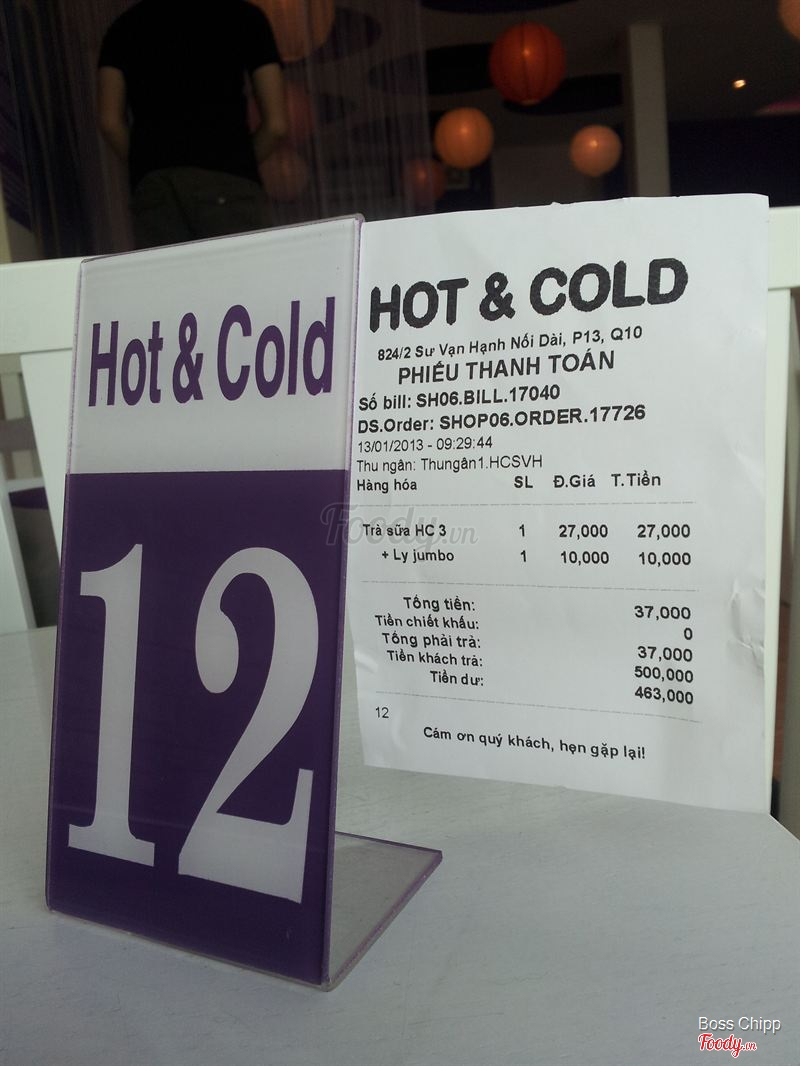 Hot & Cold
12
HOT & COLD
824/2 Sư Vạn Hạnh Nối Dài, P13, Q10
PHIẾU THANH TOÁN
Số bill: SH06.BILL.17040
DS.Order: SHOP06.ORDER.17726
13/01/2013 - 09:29:44
Thu ngân: Thungân1.HCSVH
Hàng hóa SL Đ.Giá T.Tiền
Trà sữa HC 3 1 27,000 27,000
+ Ly jumbo 1 10,000 10,000
Tổng tiền: 37,000
Tiền chiết khấu: 0
Tổng phải trả: 37,000
Tiền khách trả: 500,000
Tiền dư: 463,000
12
Cám ơn quý khách, hẹn gặp lại!
Foody.vn
Boss Chipp
Foody.vn